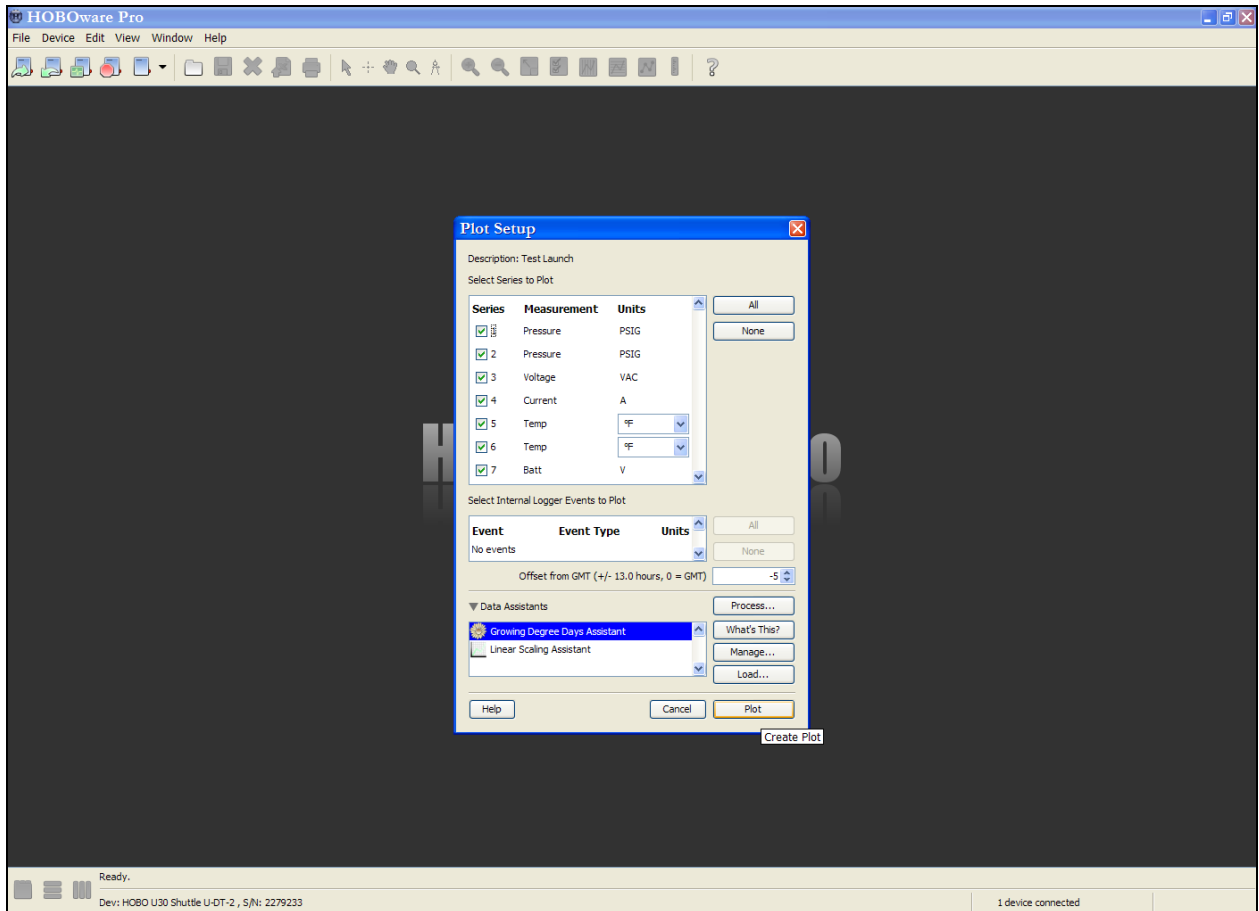 HOBOware Pro
File Device Edit View Window Help
Plot Setup
Description: Test Launch
Select Series to Plot
Series Measurement Units
All
1 Pressure PSIG
None
2 Pressure PSIG
3 Voltage VAC
4 Current A
5 Temp °F
6 Temp °F
7 Batt V
Select Internal Logger Events to Plot
Event Event Type Units
All
No events
None
Offset from GMT (+/- 13.0 hours, 0 = GMT) -5
Data Assistants
Process...
Growing Degree Days Assistant
What's This?
Linear Scaling Assistant
Manage...
Load...
Help Cancel Plot
Create Plot
Ready.
Dev: HOBO U30 Shuttle U-DT-2 , S/N: 2279233 1 device connected